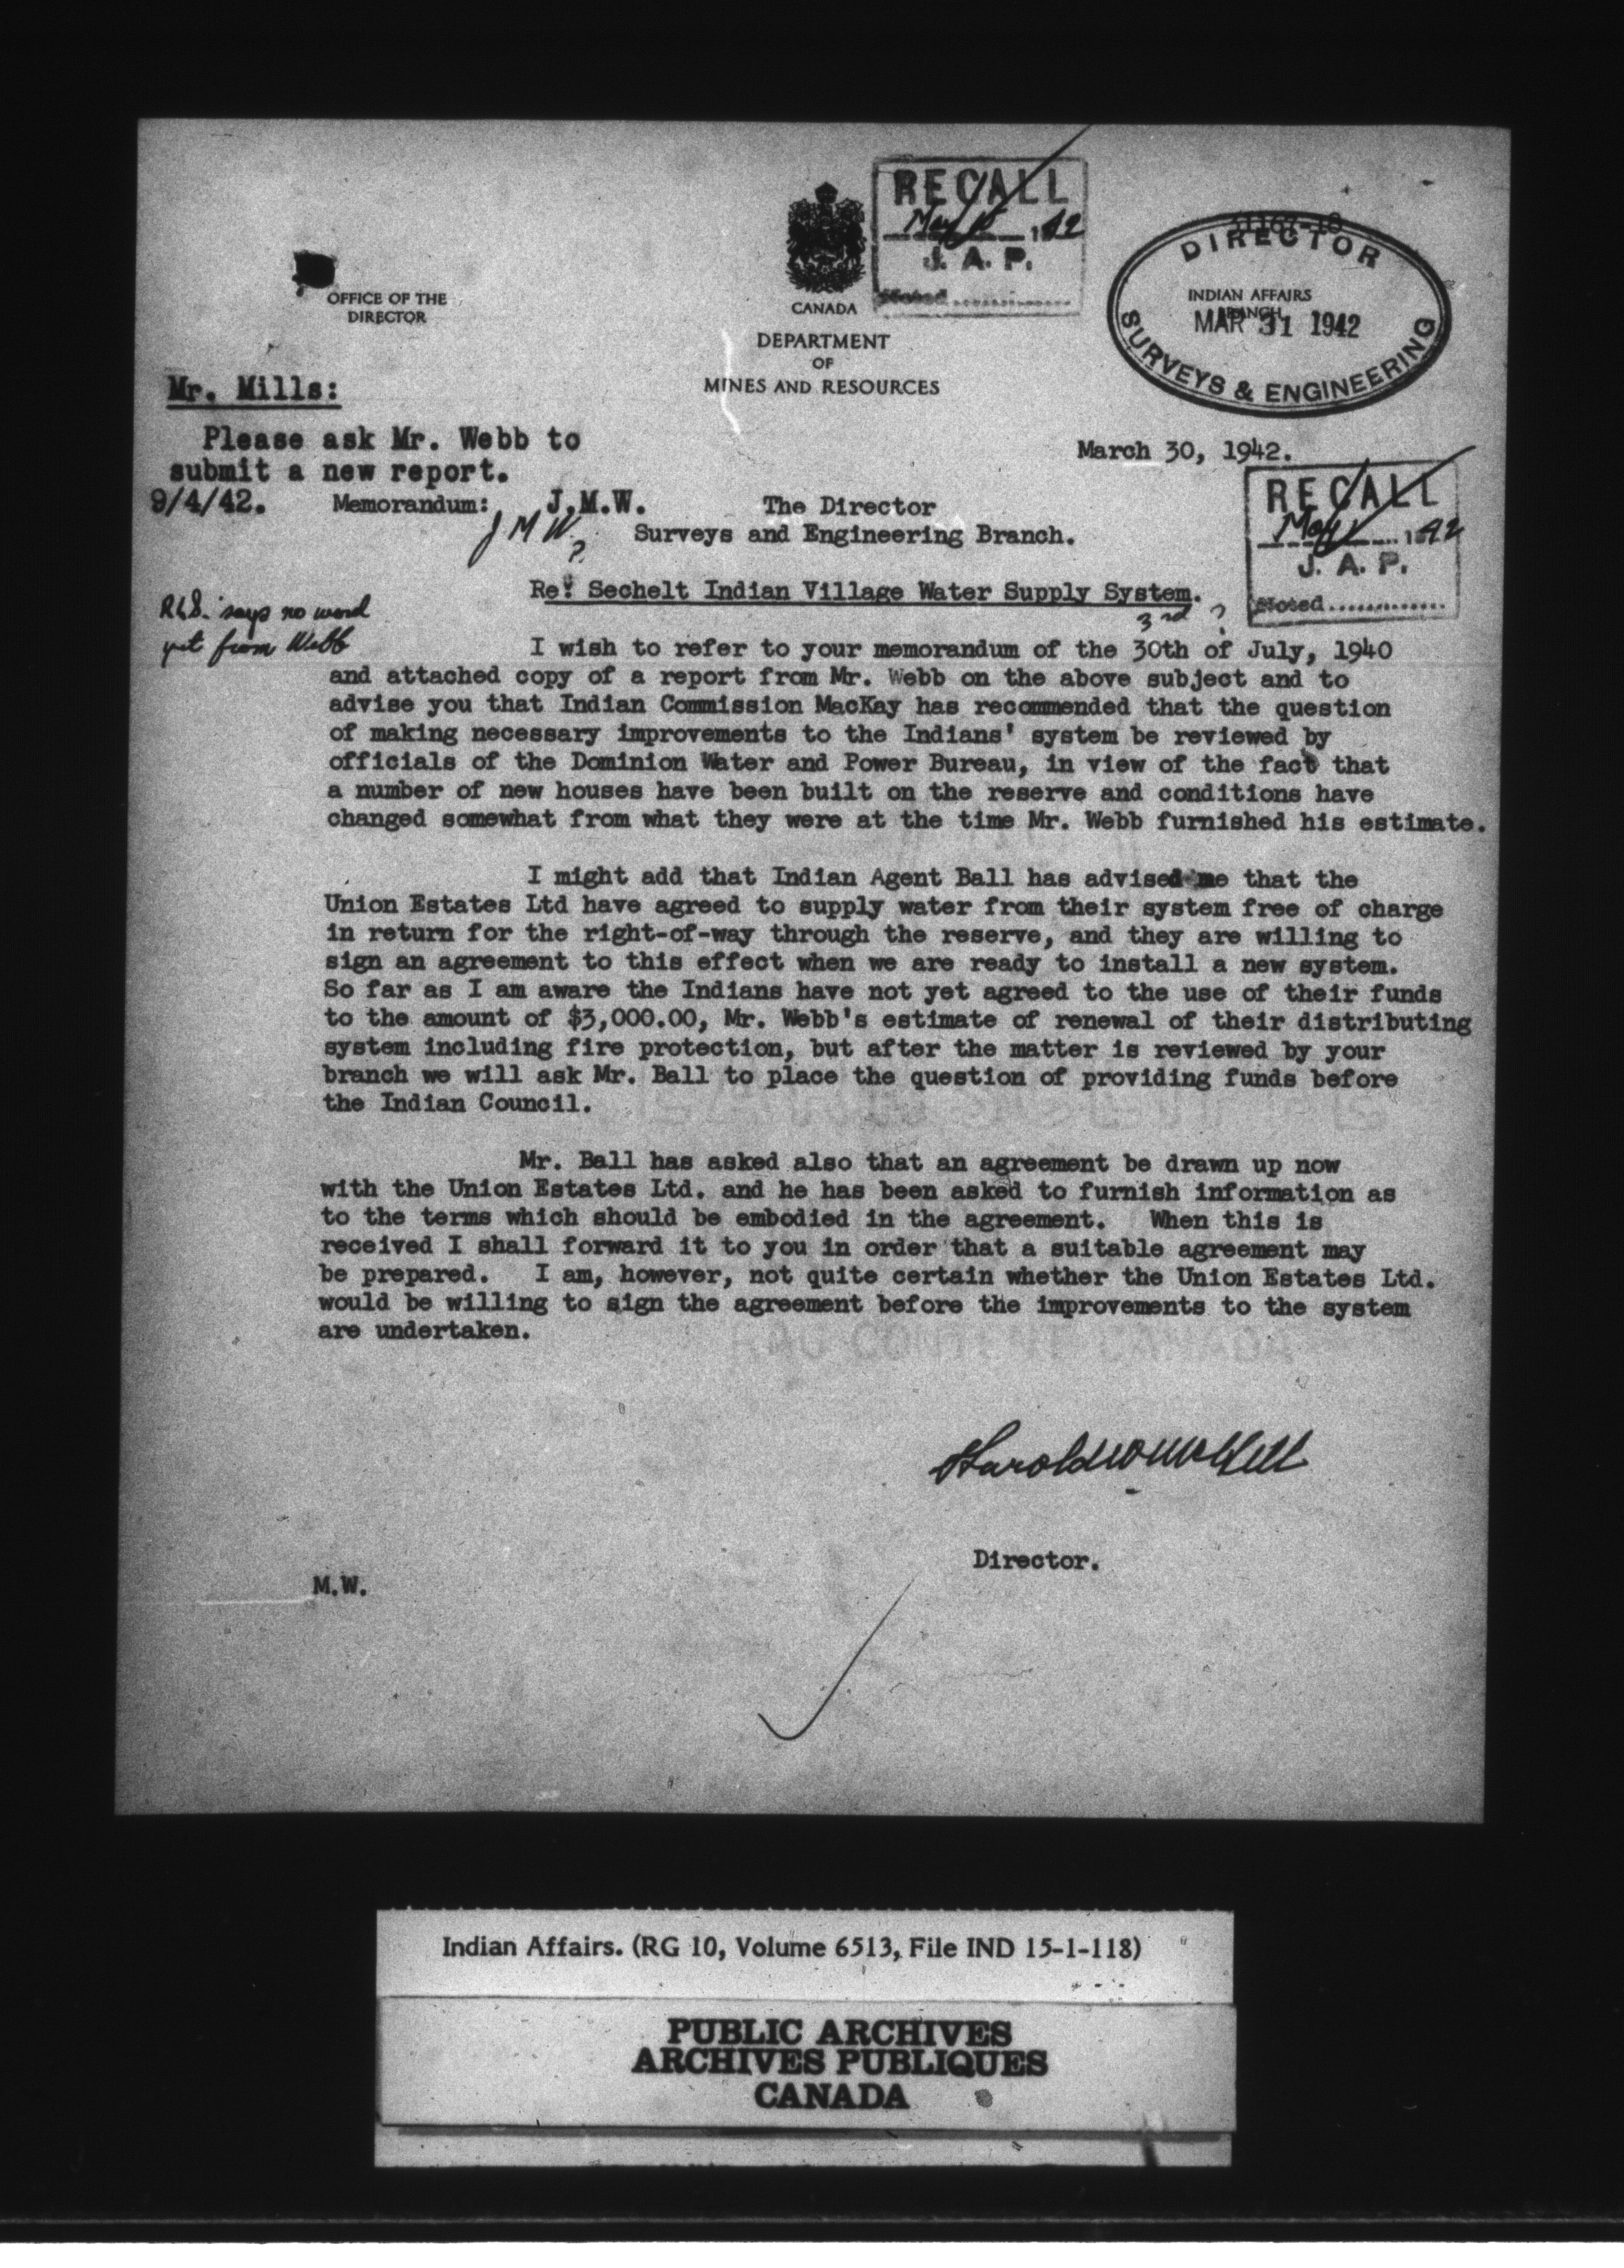 RECALL
May 15 1942
J. A. P.
Noted
31167-18
DIRECTOR
INDIAN AFFAIRS
BRANCH
MAR 31 1942
SURVEYS & ENGINEERING
OFFICE OF THE
DIRECTOR
CANADA
DEPARTMENT
OF
MINES AND RESOURCES
Mr. Mills:
Please ask Mr. Webb to
submit a new report.
9/4/42.
J.M.W.
J M W
?
March 30, 1942.
RECALL
May 1942
J. A. P.
Noted
Memorandum:
The Director
Surveys and Engineering Branch.
Re: Sechelt Indian Village Water Supply System.
says no word
yet from Webb
3rd ?
I wish to refer to your memorandum of the 30th of July, 1940
and attached copy of a report from Mr. Webb on the above subject and to
advise you that Indian Commission MacKay has recommended that the question
of making necessary improvements to the Indians' system be reviewed by
officials of the Dominion Water and Power Bureau, in view of the fact that
a number of new houses have been built on the reserve and conditions have
changed somewhat from what they were at the time Mr. Webb furnished his estimate.
I might add that Indian Agent Ball has advised me that the
Union Estates Ltd have agreed to supply water from their system free of charge
in return for the right-of-way through the reserve, and they are willing to
sign an agreement to this effect when we are ready to install a new system.
So far as I am aware the Indians have not yet agreed to the use of their funds
to the amount of $3,000.00, Mr. Webb's estimate of renewal of their distributing
system including fire protection, but after the matter is reviewed by your
branch we will ask Mr. Ball to place the question of providing funds before
the Indian Council.
Mr. Ball has asked also that an agreement be drawn up now
with the Union Estates Ltd. and he has been asked to furnish information as
to the terms which should be embodied in the agreement. When this is
received I shall forward it to you in order that a suitable agreement may
be prepared. I am, however, not quite certain whether the Union Estates Ltd.
would be willing to sign the agreement before the improvements to the system
are undertaken.
Harold W McGill
Director.
M.W.
Indian Affairs. (RG 10, Volume 6513, File IND 15-1-118)
PUBLIC ARCHIVES
ARCHIVES PUBLIQUES
CANADA